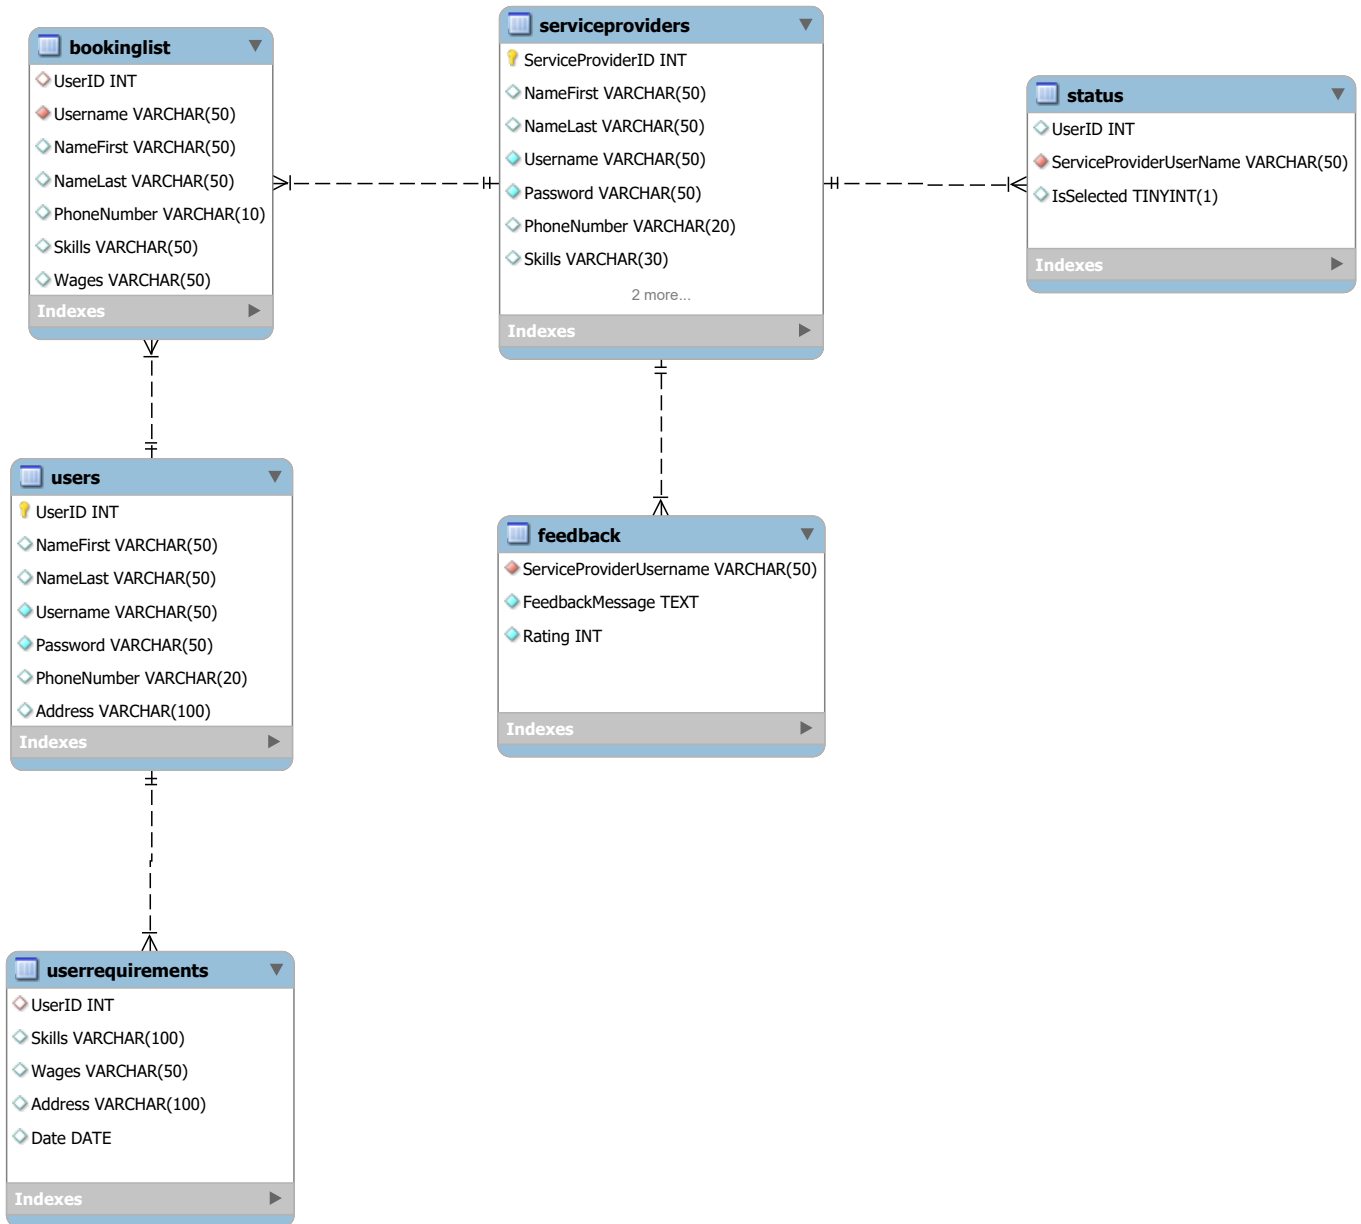 bookinglist
UserID INT
Username VARCHAR(50)
NameFirst VARCHAR(50)
NameLast VARCHAR(50)
PhoneNumber VARCHAR(10)
Skills VARCHAR(50)
Wages VARCHAR(50)
Indexes
serviceproviders
ServiceProviderID INT
NameFirst VARCHAR(50)
NameLast VARCHAR(50)
Username VARCHAR(50)
Password VARCHAR(50)
PhoneNumber VARCHAR(20)
Skills VARCHAR(30)
2 more...
Indexes
status
UserID INT
ServiceProviderUserName VARCHAR(50)
IsSelected TINYINT(1)
Indexes
users
UserID INT
NameFirst VARCHAR(50)
NameLast VARCHAR(50)
Username VARCHAR(50)
Password VARCHAR(50)
PhoneNumber VARCHAR(20)
Address VARCHAR(100)
Indexes
feedback
ServiceProviderUsername VARCHAR(50)
FeedbackMessage TEXT
Rating INT
Indexes
userrequirements
UserID INT
Skills VARCHAR(100)
Wages VARCHAR(50)
Address VARCHAR(100)
Date DATE
Indexes